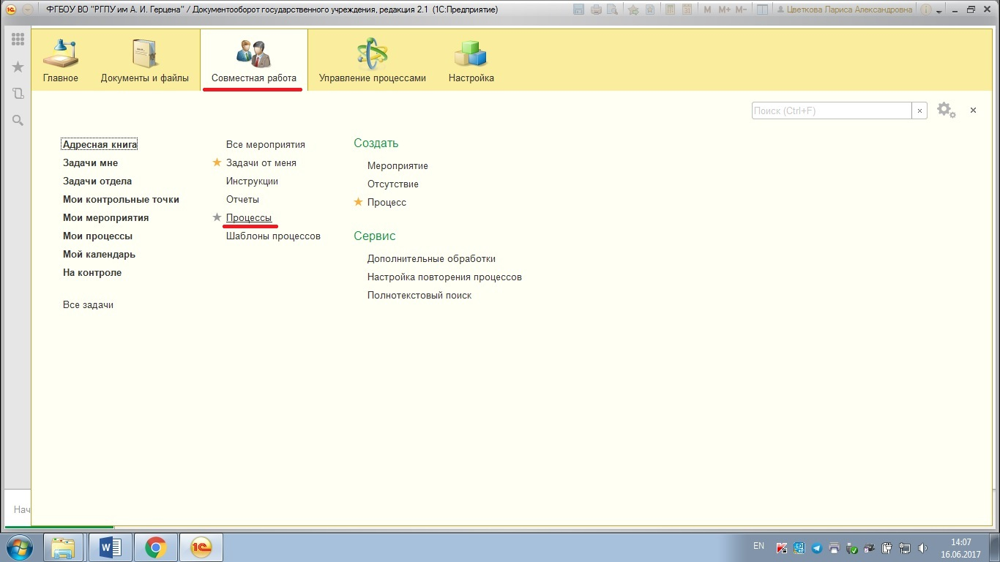 ФГБОУ ВО "РГПУ им А. И. Герцена" / Документооборот государственного учреждения, редакция 2.1 (1С:Предприятие)
M M+ M- Цветкова Лариса Александровна
Главное Документы и файлы Совместная работа Управление процессами Настройка
Поиск (Ctrl+F)
Адресная книга
Задачи мне
Задачи отдела
Мои контрольные точки
Мои мероприятия
Мои процессы
Мой календарь
На контроле
Все задачи
Все мероприятия
Задачи от меня
Инструкции
Отчеты
Процессы
Шаблоны процессов
Создать
Мероприятие
Отсутствие
Процесс
Сервис
Дополнительные обработки
Настройка повторения процессов
Полнотекстовый поиск
Нач
EN
14:07
16.06.2017